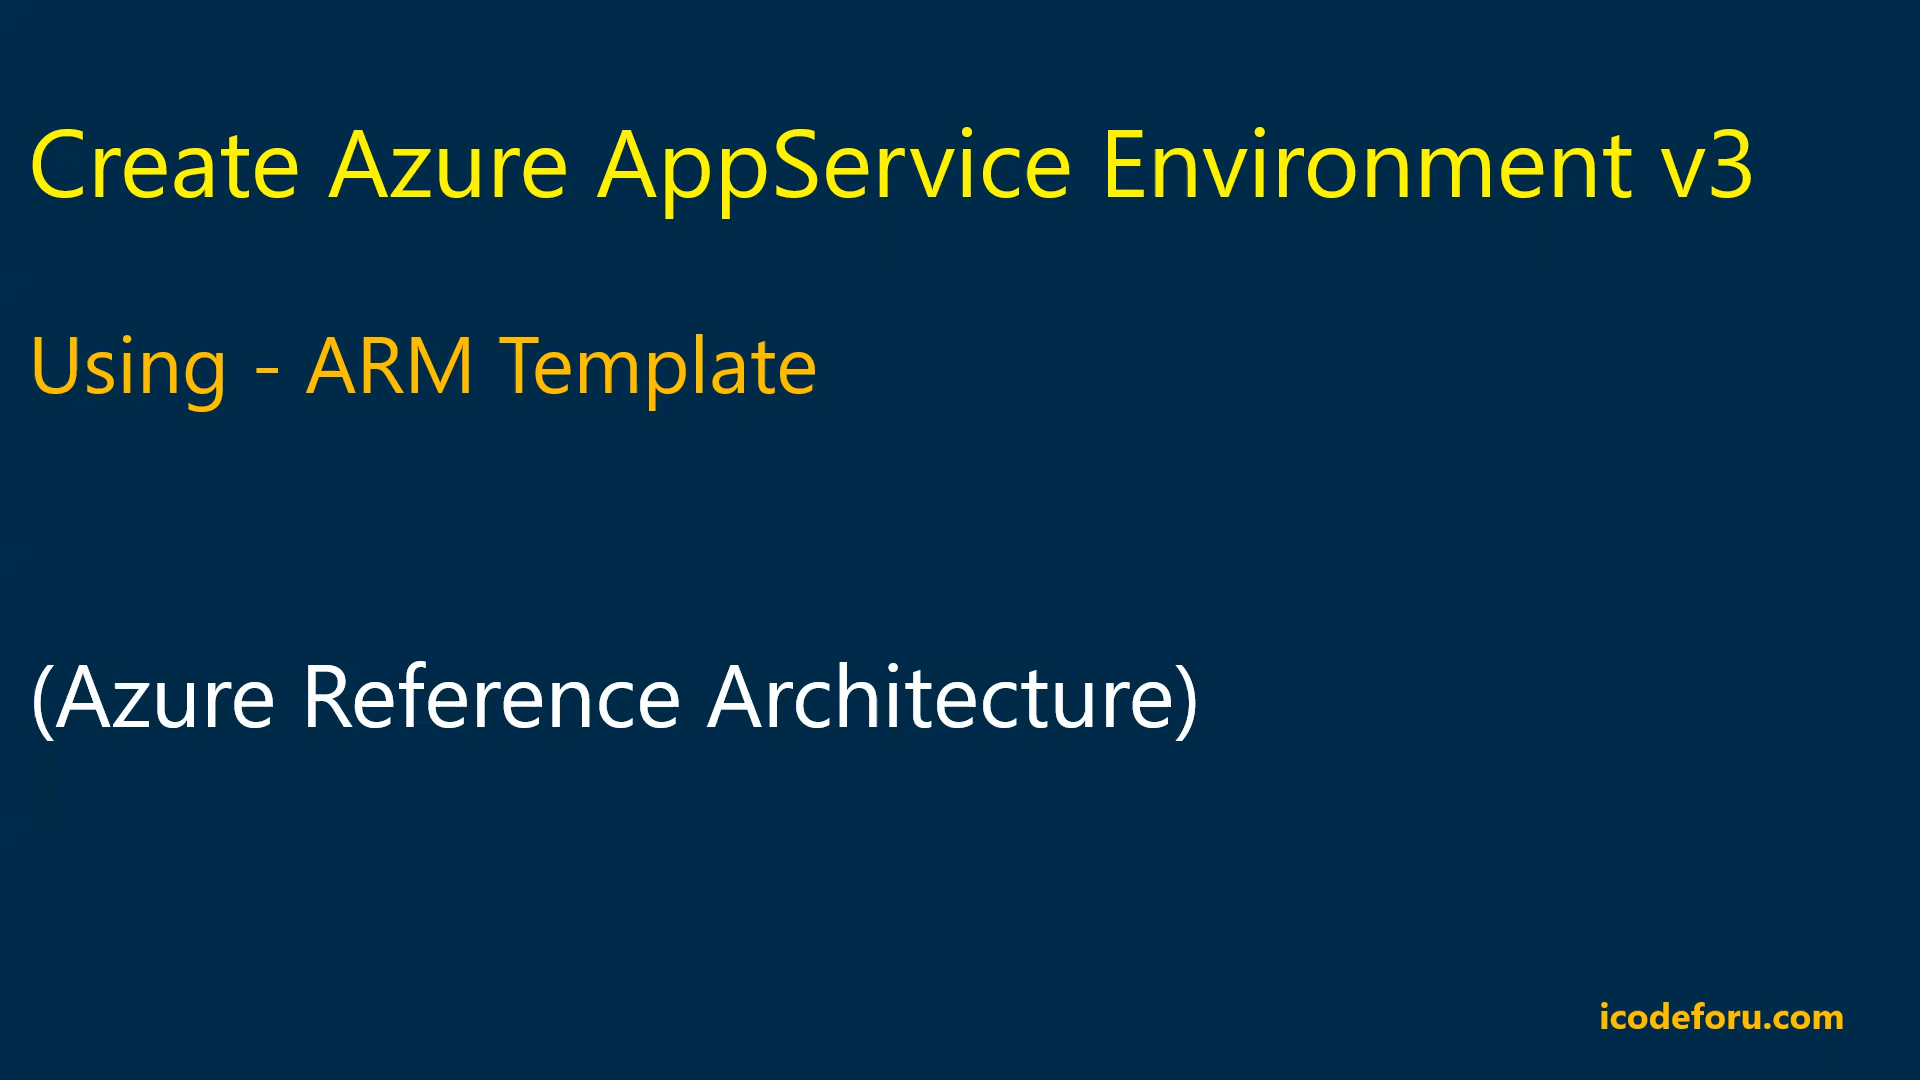 Create Azure AppService Environment v3
Using - ARM Template
(Azure Reference Architecture)
icodeforu.com